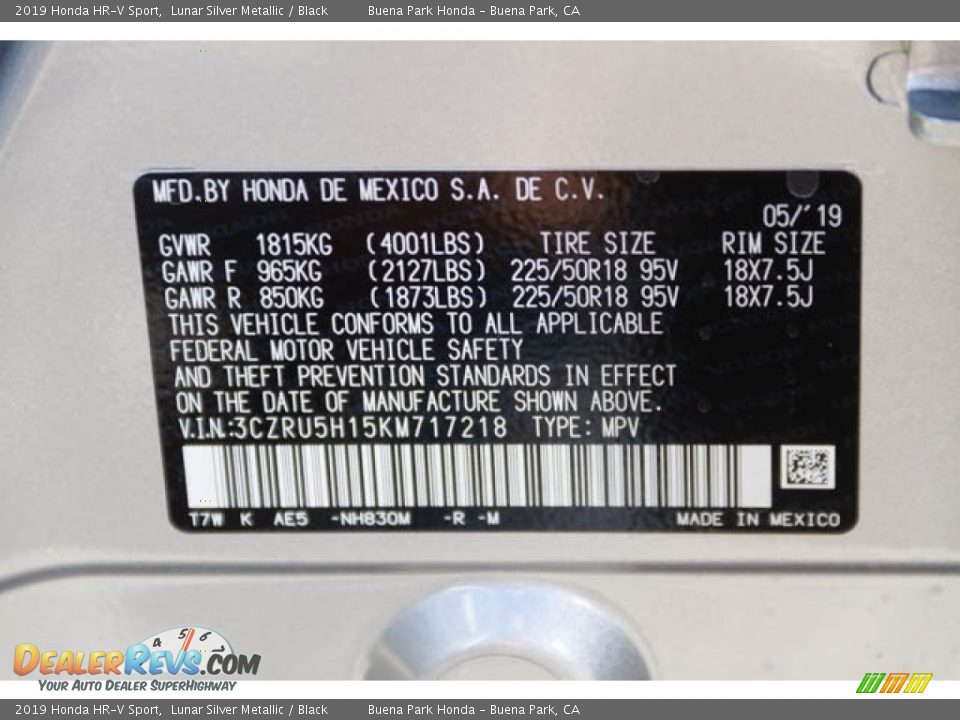 2019 Honda HR-V Sport, Lunar Silver Metallic / Black Buena Park Honda - Buena Park, CA
MFD.BY HONDA DE MEXICO S.A. DE C.V.
05/'19
GVWR 1815KG (4001LBS) TIRE SIZE RIM SIZE
GAWR F 965KG (2127LBS) 225/50R18 95V 18X7.5J
GAWR R 850KG (1873LBS) 225/50R18 95V 18X7.5J
THIS VEHICLE CONFORMS TO ALL APPLICABLE
FEDERAL MOTOR VEHICLE SAFETY
AND THEFT PREVENTION STANDARDS IN EFFECT
ON THE DATE OF MANUFACTURE SHOWN ABOVE.
V.I.N.:3CZRU5H15KM717218 TYPE: MPV
T7W K AE5 -NH830M -R -M MADE IN MEXICO
4 5 6
DEALERREVS.COM
YOUR AUTO DEALER SUPERHIGHWAY
2019 Honda HR-V Sport, Lunar Silver Metallic / Black Buena Park Honda - Buena Park, CA